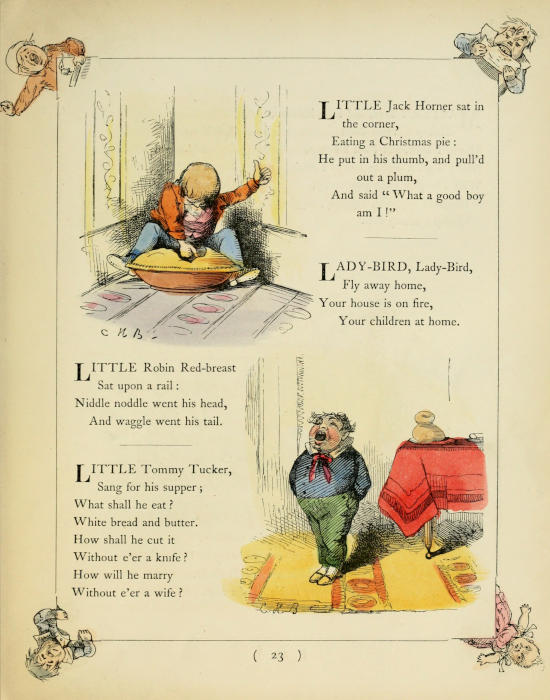 LITTLE Jack Horner sat in
the corner,
Eating a Christmas pie :
He put in his thumb, and pull'd
out a plum,
And said “ What a good boy
am I !”
LADY-BIRD, Lady-Bird,
Fly away home,
Your house is on fire,
Your children at home.
C H B.
LITTLE Robin Red-breast
Sat upon a rail :
Niddle noddle went his head,
And waggle went his tail.
LITTLE Tommy Tucker,
Sang for his supper ;
What shall he eat ?
White bread and butter.
How shall he cut it
Without e'er a knife ?
How will he marry
Without e'er a wife ?
C H B
( 23 )